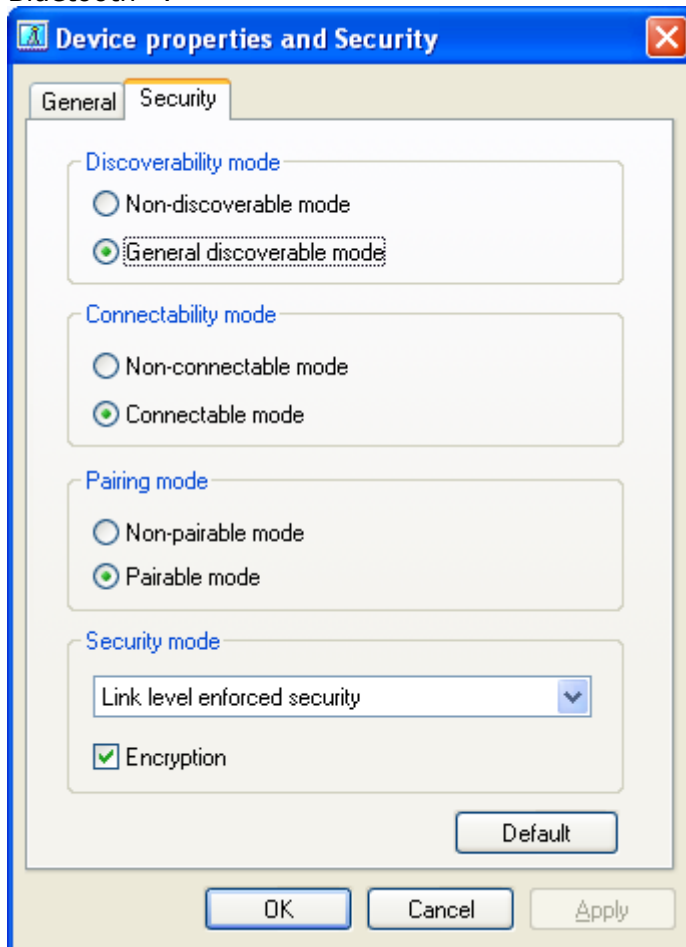 Device properties and Security
General Security
Discoverability mode
Non-discoverable mode
General discoverable mode
Connectability mode
Non-connectable mode
Connectable mode
Pairing mode
Non-pairable mode
Pairable mode
Security mode
Link level enforced security
Encryption
Default
OK Cancel Apply